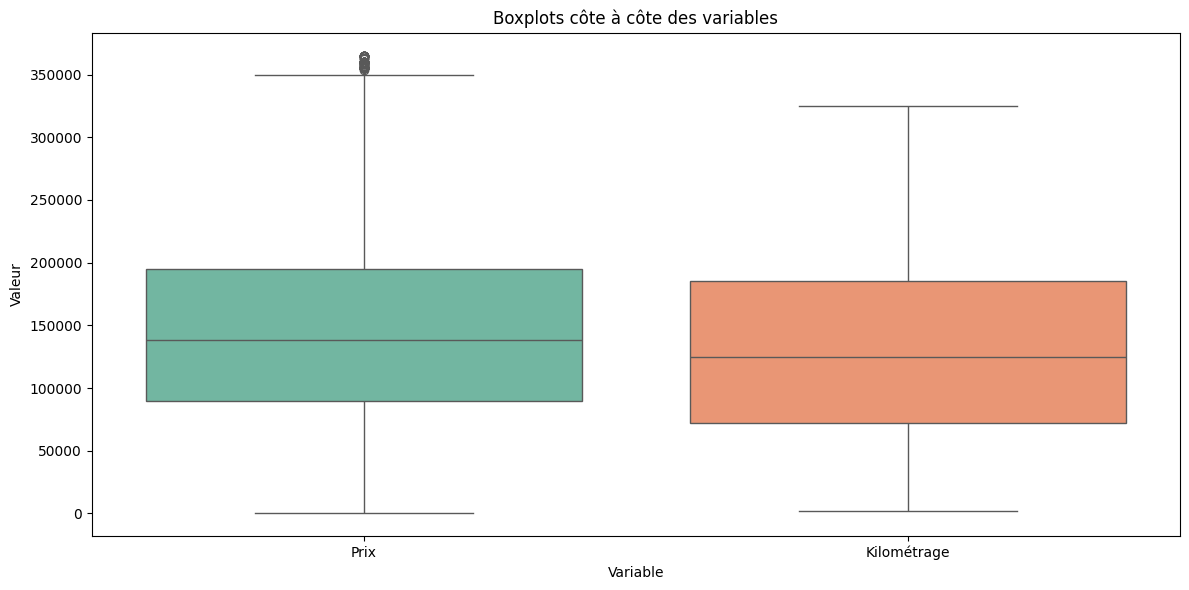 Boxplots côte à côte des variables
350000
300000
250000
200000
150000
100000
50000
0
Valeur
Prix
Kilométrage
Variable